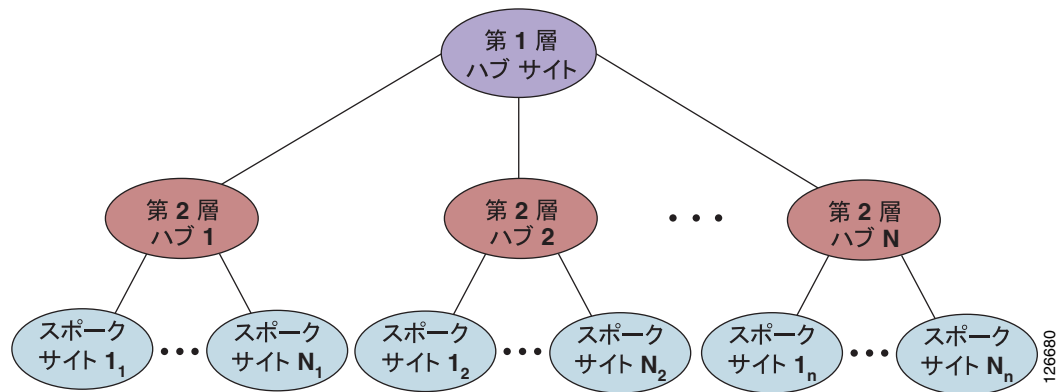 第 1 層
ハブ サイト
第 2 層
ハブ 1
第 2 層
ハブ 2
• • •
第 2 層
ハブ N
スポーク
サイト 1₁
•••
スポーク
サイト N₁
スポーク
サイト 1₂
•••
スポーク
サイト N₂
スポーク
サイト 1ₙ
•••
スポーク
サイト Nₙ
126680